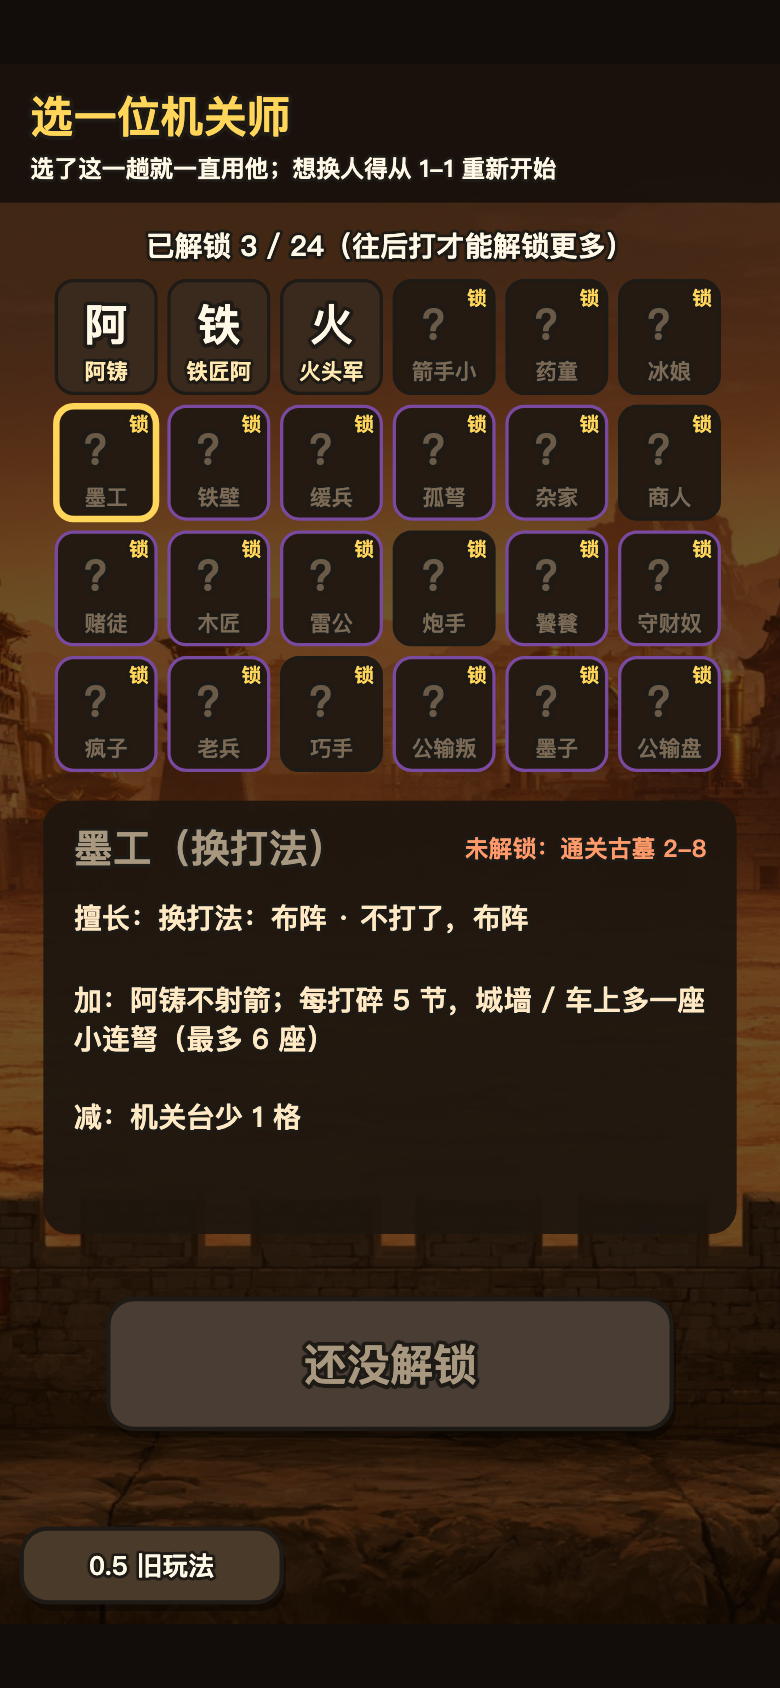 选一位机关师
选了这一趟就一直用他；想换人得从 1-1 重新开始
已解锁 3 / 24（往后打才能解锁更多）
阿 铁 火 ? 锁 ? 锁 ? 锁
阿铸 铁匠阿 火头军 箭手小 药童 冰娘
? 锁 ? 锁 ? 锁 ? 锁 ? 锁 ? 锁
墨工 铁壁 缓兵 孤弩 杂家 商人
? 锁 ? 锁 ? 锁 ? 锁 ? 锁 ? 锁
赌徒 木匠 雷公 炮手 饕餮 守财奴
? 锁 ? 锁 ? 锁 ? 锁 ? 锁 ? 锁
疯子 老兵 巧手 公输叛 墨子 公输盘
墨工（换打法） 未解锁：通关古墓 2-8
擅长：换打法：布阵 · 不打了，布阵
加：阿铸不射箭；每打碎 5 节，城墙 / 车上多一座
小连弩（最多 6 座）
减：机关台少 1 格
还没解锁
0.5 旧玩法